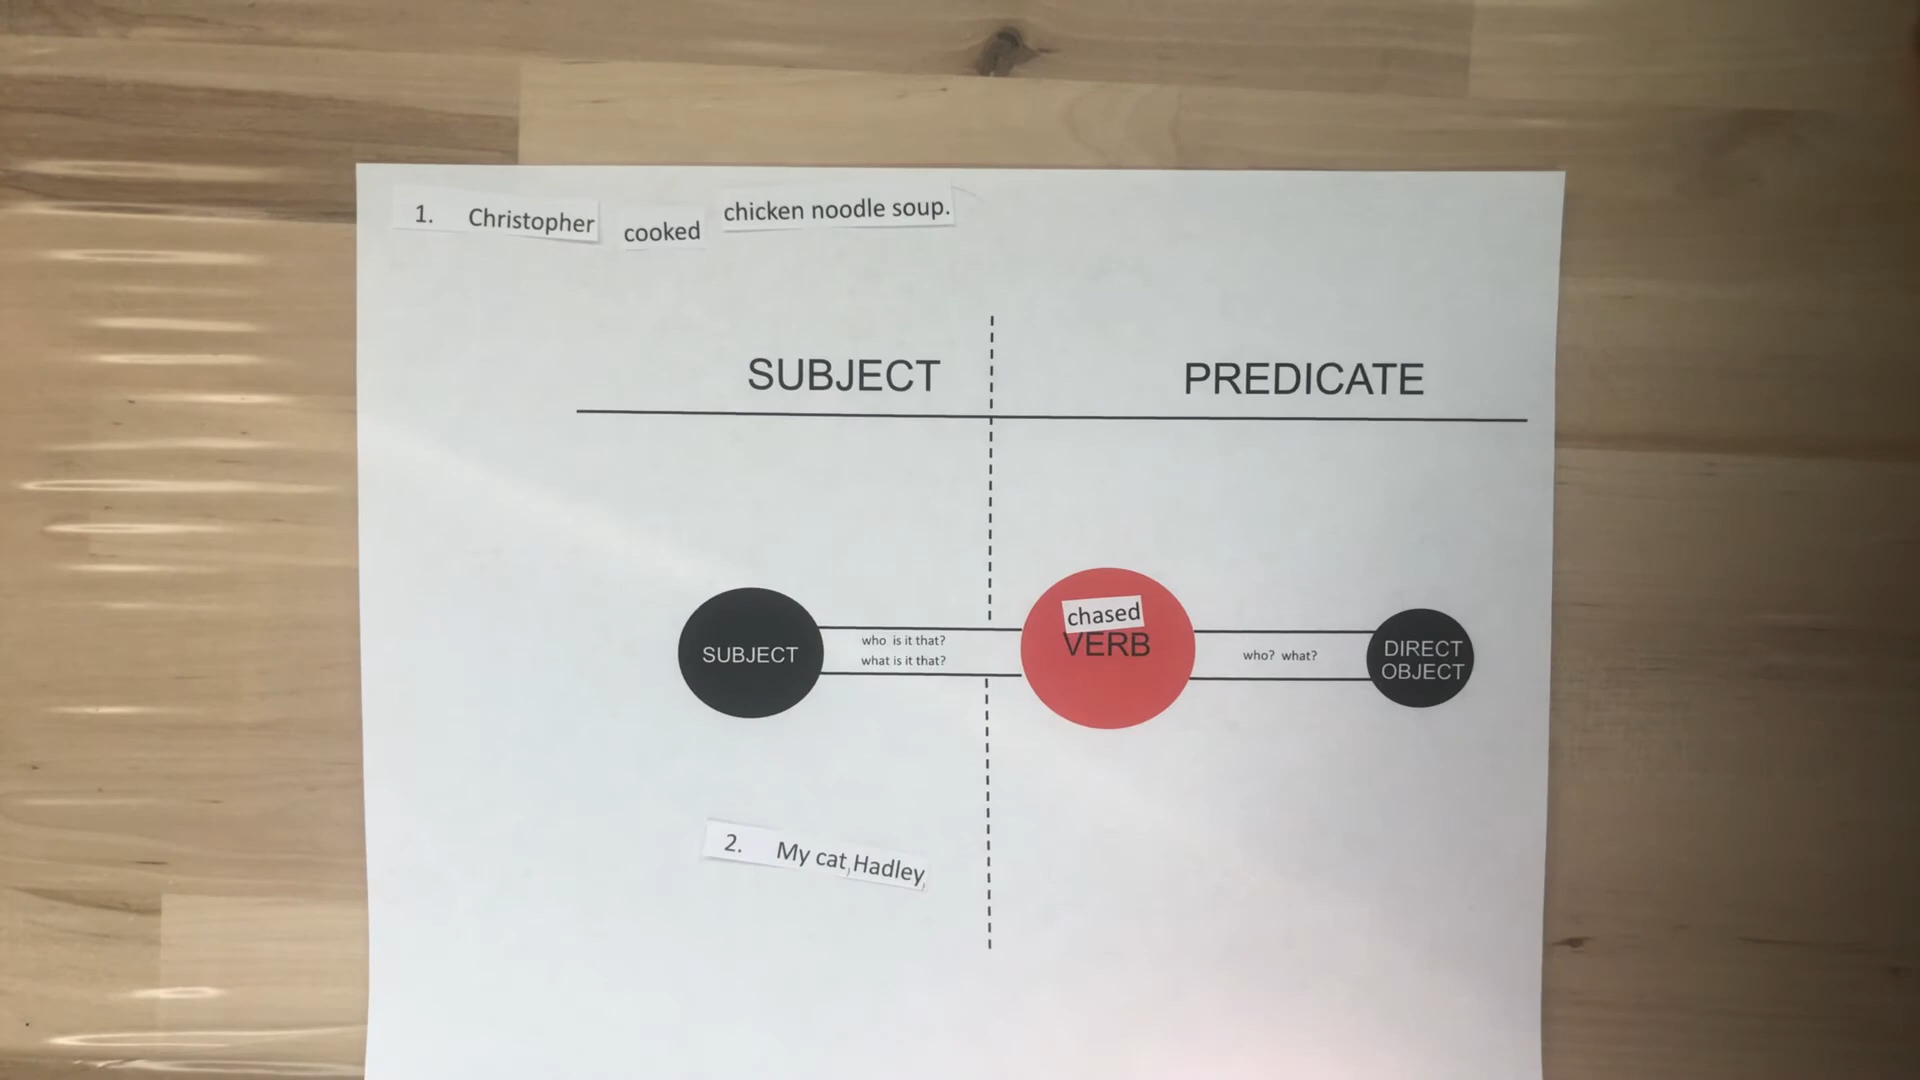 1. Christopher cooked chicken noodle soup.
SUBJECT PREDICATE
chased
SUBJECT who is it that? VERB who? what? DIRECT
what is it that? OBJECT
2. My cat, Hadley,